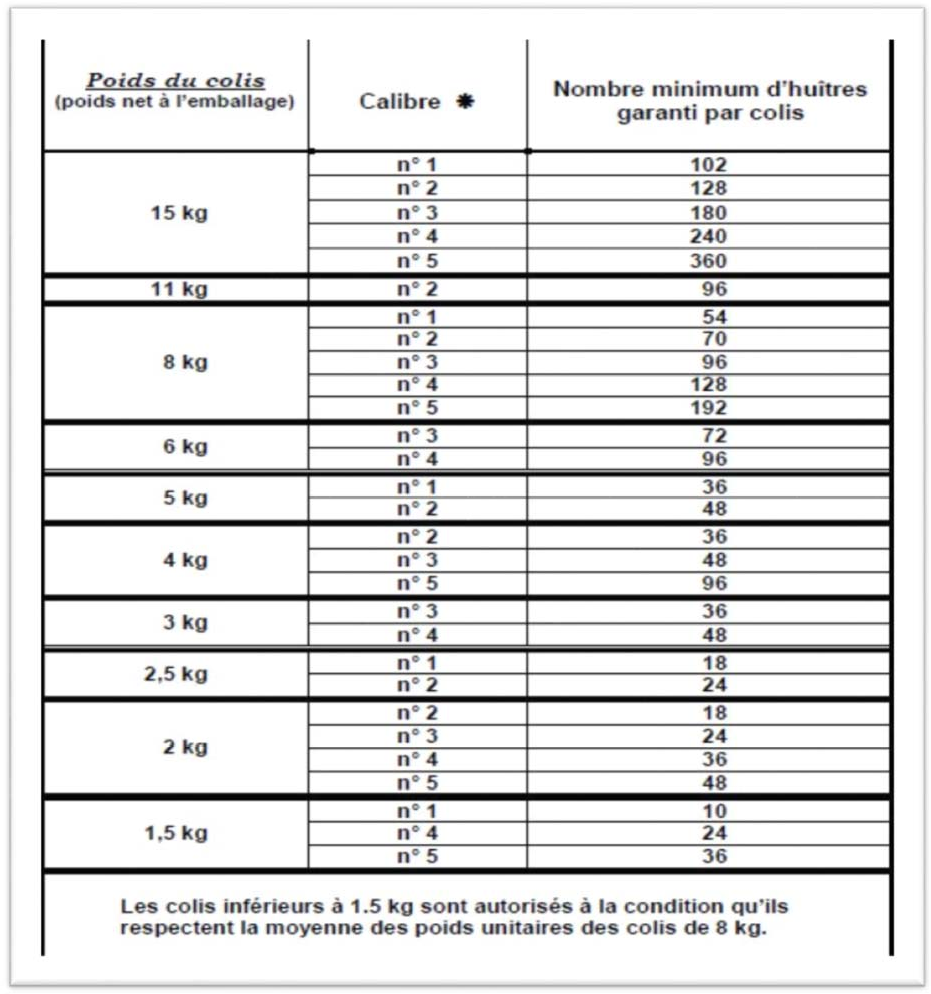 Poids du colis
(poids net à l'emballage)
Calibre ✸
Nombre minimum d'huîtres
garanti par colis
15 kg
n° 1 102
n° 2 128
n° 3 180
n° 4 240
n° 5 360
11 kg n° 2 96
8 kg
n° 1 54
n° 2 70
n° 3 96
n° 4 128
n° 5 192
6 kg
n° 3 72
n° 4 96
5 kg
n° 1 36
n° 2 48
4 kg
n° 2 36
n° 3 48
n° 5 96
3 kg
n° 3 36
n° 4 48
2,5 kg
n° 1 18
n° 2 24
2 kg
n° 2 18
n° 3 24
n° 4 36
n° 5 48
1,5 kg
n° 1 10
n° 4 24
n° 5 36
Les colis inférieurs à 1.5 kg sont autorisés à la condition qu'ils
respectent la moyenne des poids unitaires des colis de 8 kg.